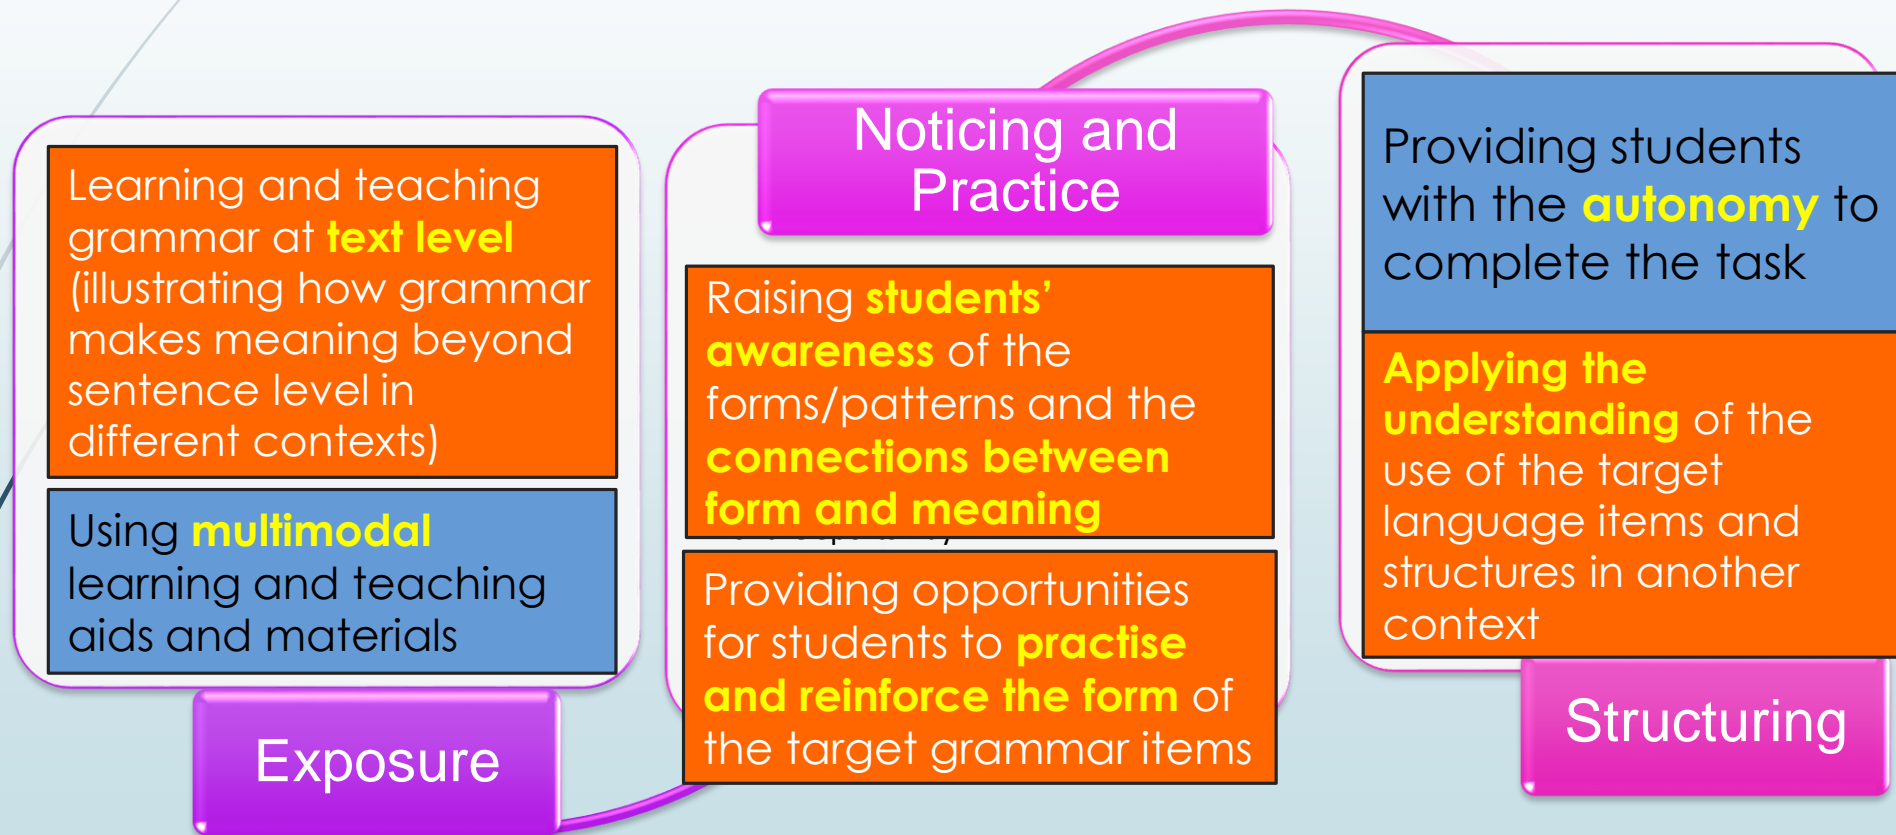 Learning and teaching
grammar at text level
(illustrating how grammar
makes meaning beyond
sentence level in
different contexts)
Using multimodal
learning and teaching
aids and materials
Exposure
Noticing and
Practice
Raising students’
awareness of the
forms/patterns and the
connections between
form and meaning
Providing opportunities
for students to practise
and reinforce the form of
the target grammar items
Providing students
with the autonomy to
complete the task
Applying the
understanding of the
use of the target
language items and
structures in another
context
Structuring